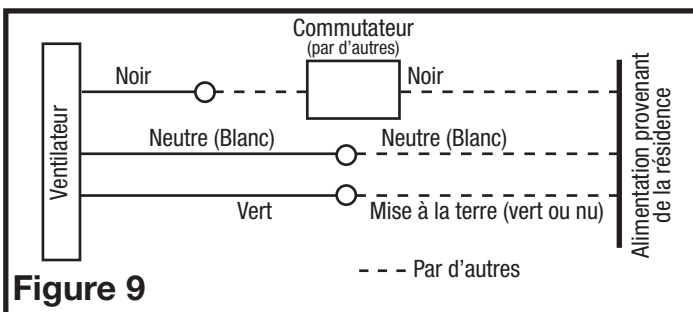 Commutateur
(par d'autres)
Noir
Noir
Neutre (Blanc)
Neutre (Blanc)
Vert
Mise à la terre (vert ou nu)
Ventilateur
Alimentation provenant
de la résidence
Par d'autres
Figure 9